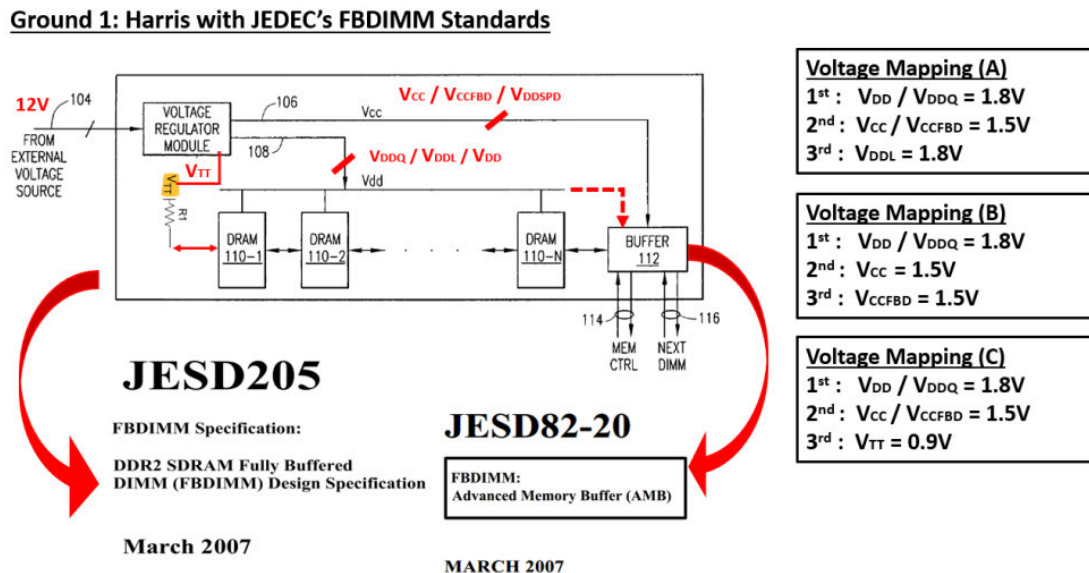 Ground 1: Harris with JEDEC's FBDIMM Standards
12V
104
FROM
EXTERNAL
VOLTAGE
SOURCE
VOLTAGE
REGULATOR
MODULE
106
Vcc
VCC / VCCFBD / VDDSPD
108
VDDQ / VDDL / VDD
Vdd
VTT
VTT
R1
DRAM
110-1
DRAM
110-2
DRAM
110-N
BUFFER
112
114
116
MEM
CTRL
NEXT
DIMM
JESD205
FBDIMM Specification:
DDR2 SDRAM Fully Buffered
DIMM (FBDIMM) Design Specification
March 2007
JESD82-20
FBDIMM:
Advanced Memory Buffer (AMB)
MARCH 2007
Voltage Mapping (A)
1st : VDD / VDDQ = 1.8V
2nd : VCC / VCCFBD = 1.5V
3rd : VDDL = 1.8V
Voltage Mapping (B)
1st : VDD / VDDQ = 1.8V
2nd : VCC = 1.5V
3rd : VCCFBD = 1.5V
Voltage Mapping (C)
1st : VDD / VDDQ = 1.8V
2nd : VCC / VCCFBD = 1.5V
3rd : VTT = 0.9V